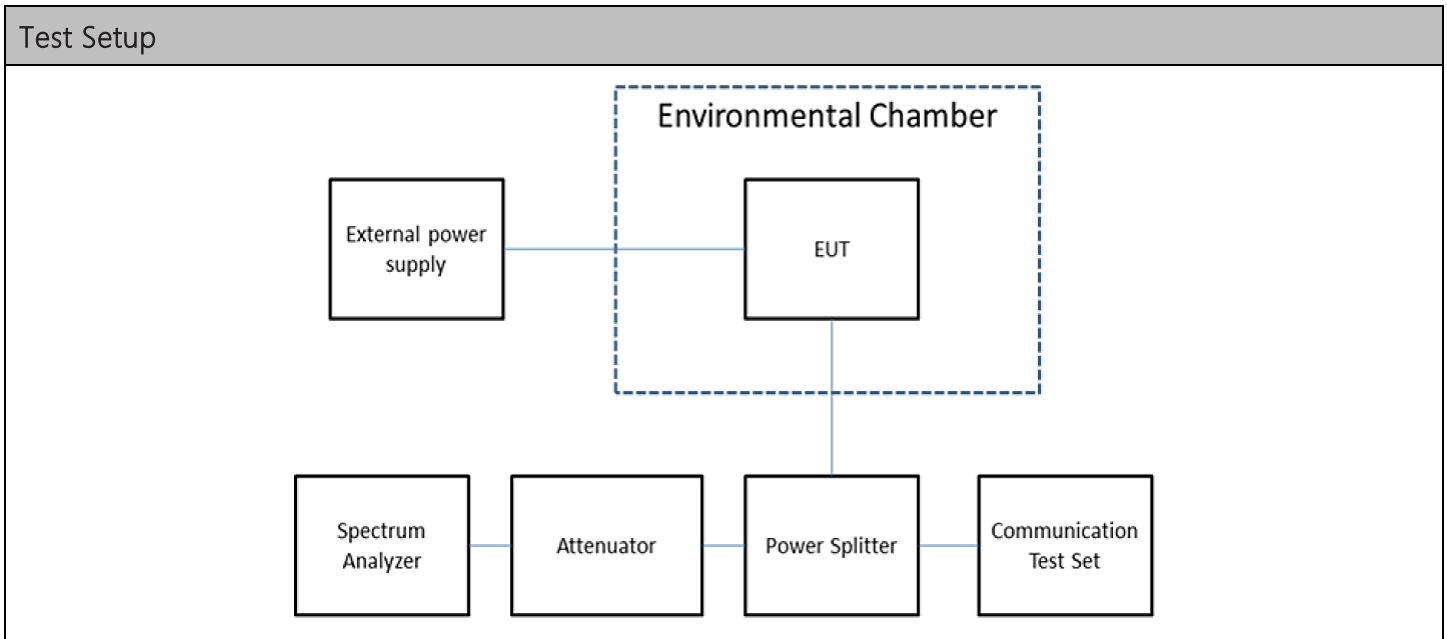 Test Setup
Environmental Chamber
External power
supply
EUT
Spectrum
Analyzer
Attenuator
Power Splitter
Communication
Test Set